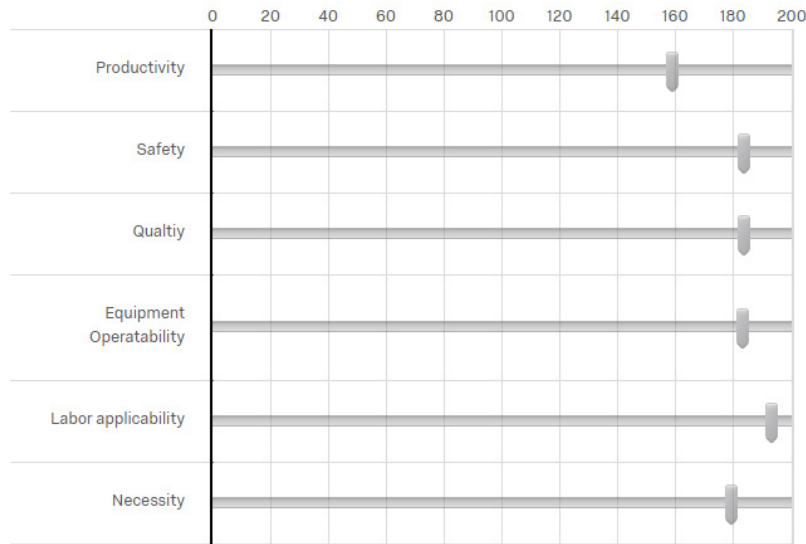 0 20 40 60 80 100 120 140 160 180 200
Productivity
Safety
Qualtiy
Equipment
Operatability
Labor applicability
Necessity